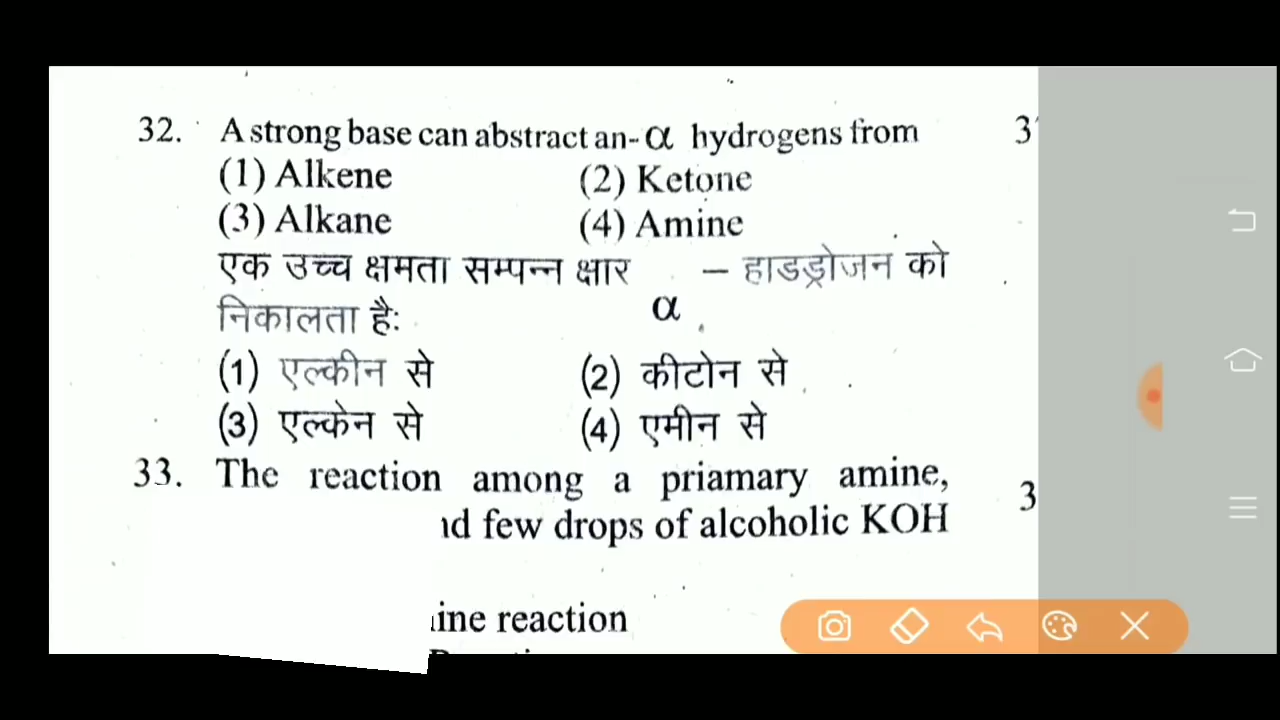 32. A strong base can abstract an- α hydrogens from
(1) Alkene (2) Ketone
(3) Alkane (4) Amine
एक उच्च क्षमता सम्पन्न क्षार – हाडड्रोजन को
α
निकालता है:
(1) एल्कीन से (2) कीटोन से
(3) एल्केन से (4) एमीन से
33. The reaction among a priamary amine,
few drops of alcoholic KOH
reaction